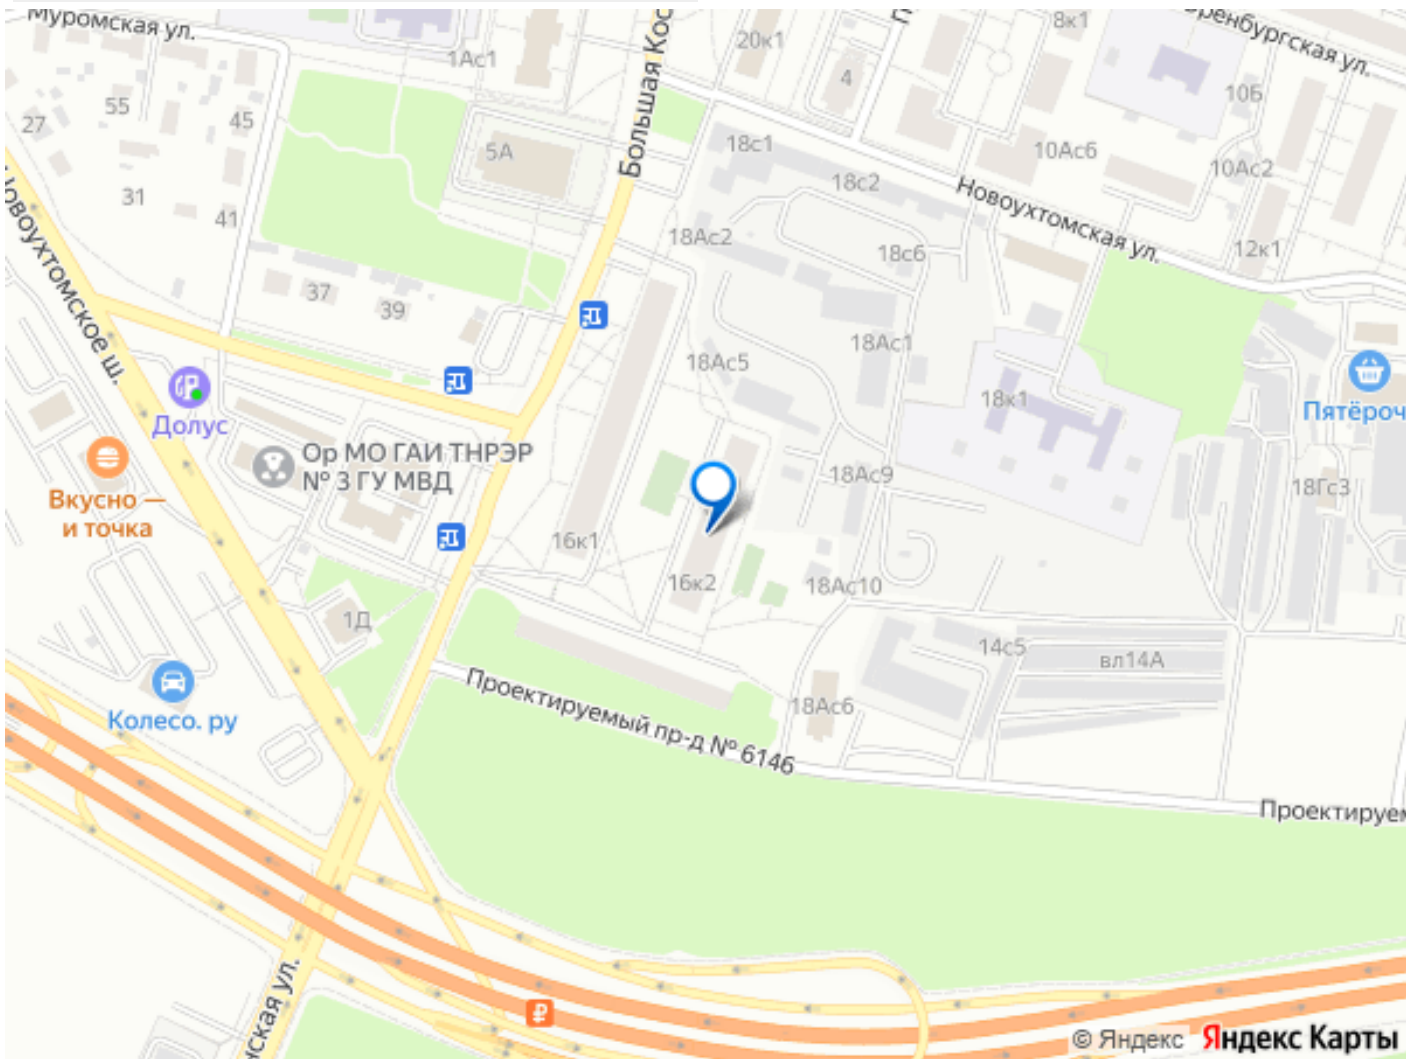 Муромская ул.
1Ас1
20к1
8к1
Оренбургская ул.
4
Большая Кос
27
55
45
5А
18с1
10Б
10Ас6
10Ас2
18с2
Новоухтомская ул.
31
41
18Ас2
18с6
12к1
Новоухтомское ш.
37
39
18Ас1
18Ас5
18к1
Пятёроч
Долус
Ор МО ГАИ ТНРЭР
№ 3 ГУ МВД
Вкусно —
и точка
18Ас9
18Гс3
16к1
16к2
18Ас10
1Д
14с5
вл14А
Колесо. ру
Проектируемый пр-д № 6146
18Ас6
Проектируем
нская ул.
₽
© Яндекс Яндекс Карты